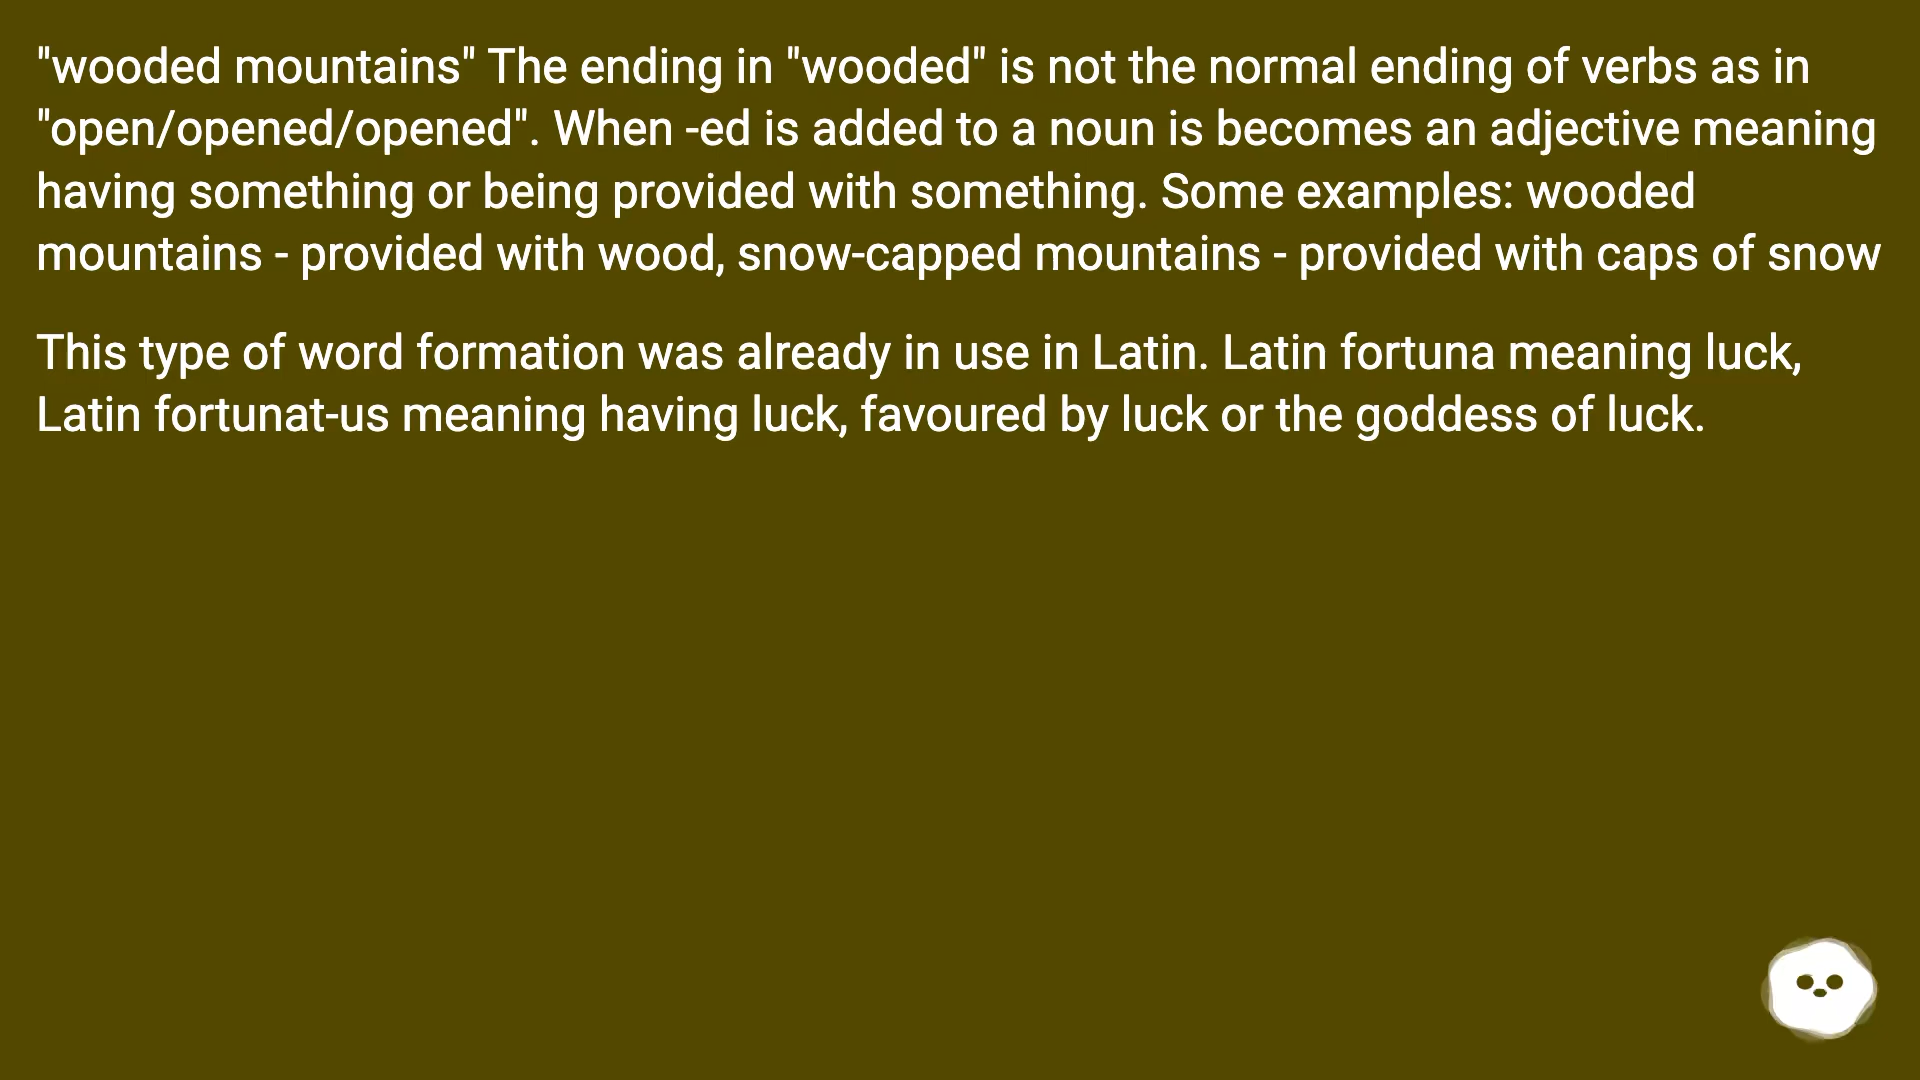 "wooded mountains" The ending in "wooded" is not the normal ending of verbs as in
"open/opened/opened". When -ed is added to a noun is becomes an adjective meaning
having something or being provided with something. Some examples: wooded
mountains - provided with wood, snow-capped mountains - provided with caps of snow
This type of word formation was already in use in Latin. Latin fortuna meaning luck,
Latin fortunat-us meaning having luck, favoured by luck or the goddess of luck.